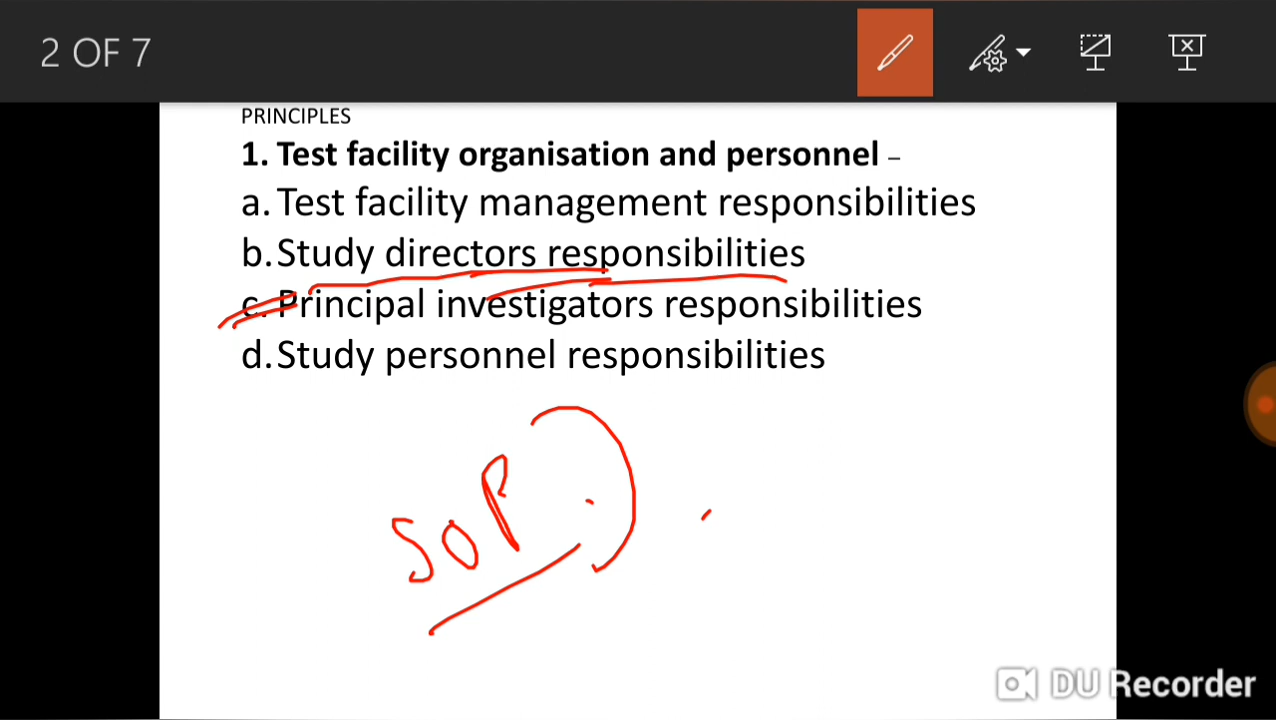 2 OF 7
PRINCIPLES
1. Test facility organisation and personnel –
a. Test facility management responsibilities
b. Study directors responsibilities
c. Principal investigators responsibilities
d. Study personnel responsibilities
SOP
DU Recorder